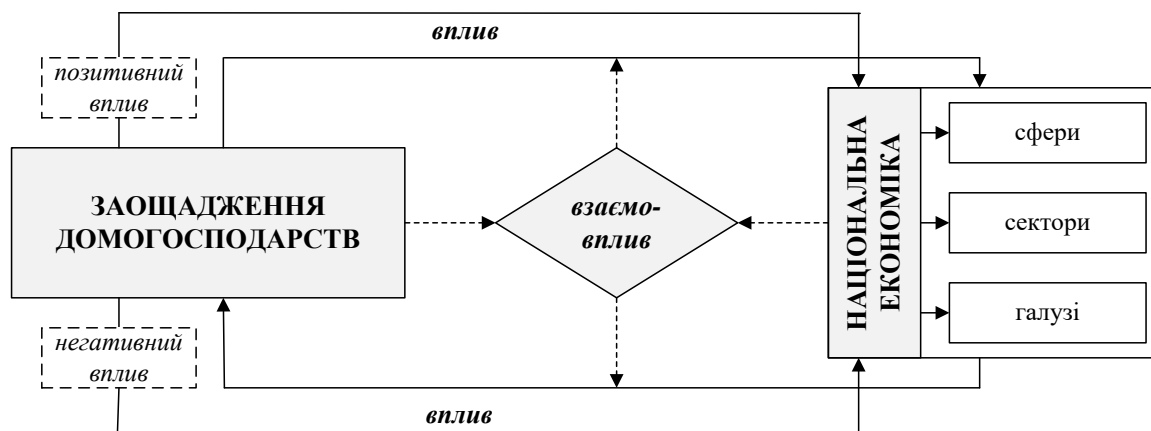 вплив
позитивний
вплив
ЗАОЩАДЖЕННЯ
ДОМОГОСПОДАРСТВ
взаємо-
вплив
НАЦІОНАЛЬНА
ЕКОНОМІКА
сфери
сектори
галузі
негативний
вплив
вплив